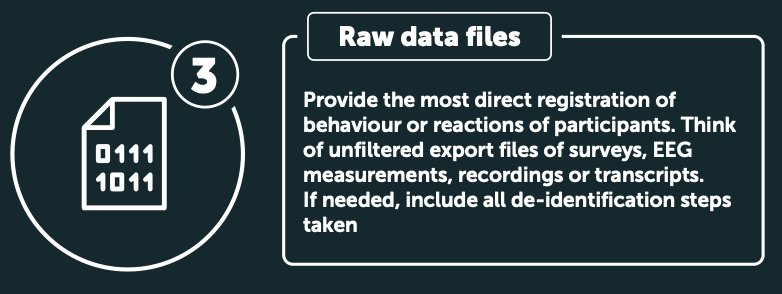 3
Raw data files
0111
1011
Provide the most direct registration of
behaviour or reactions of participants. Think
of unfiltered export files of surveys, EEG
measurements, recordings or transcripts.
If needed, include all de-identification steps
taken